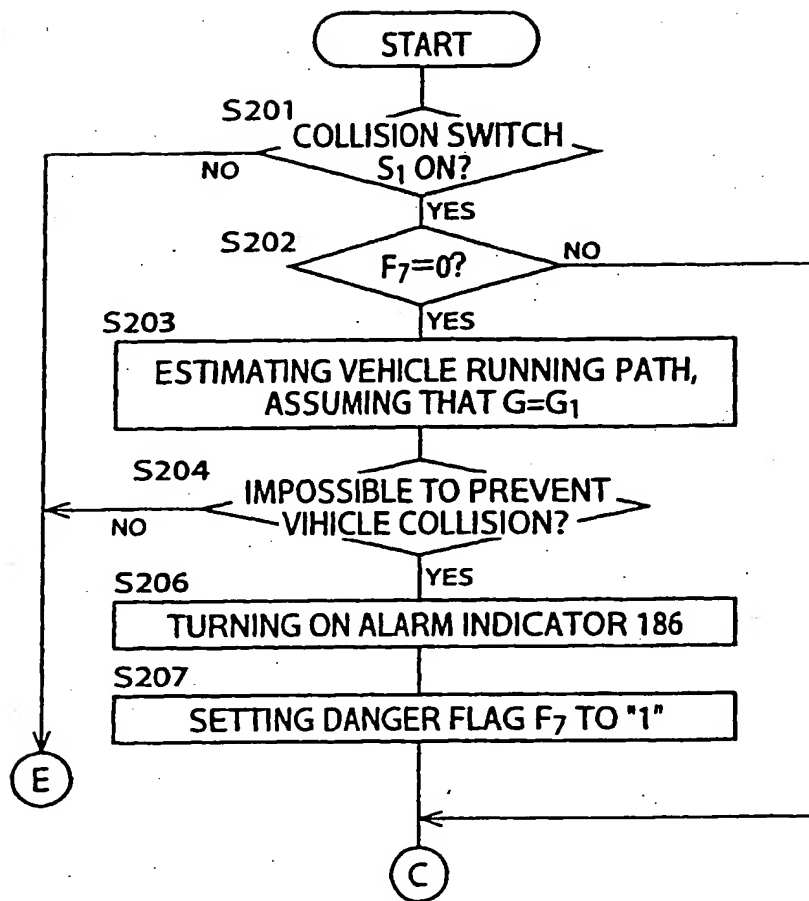 START
S201
COLLISION SWITCH
S1 ON?
NO
YES
S202
F7=0?
NO
YES
S203
ESTIMATING VEHICLE RUNNING PATH,
ASSUMING THAT G=G1
S204
IMPOSSIBLE TO PREVENT
VIHICLE COLLISION?
NO
YES
S206
TURNING ON ALARM INDICATOR 186
S207
SETTING DANGER FLAG F7 TO "1"
E
C